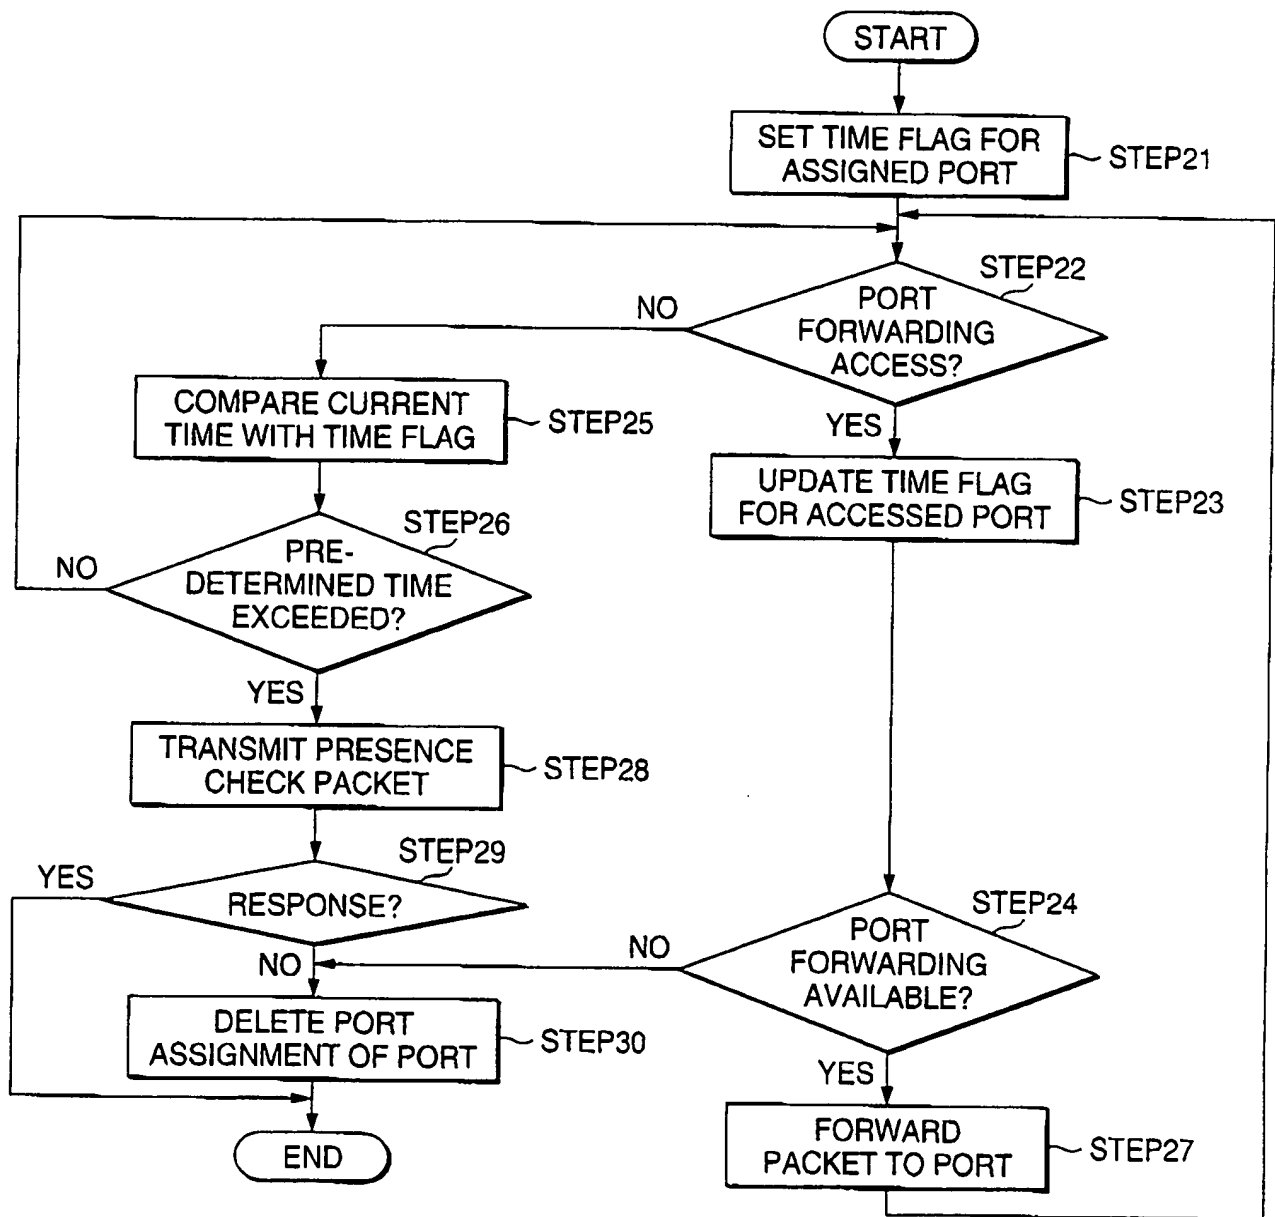 START
SET TIME FLAG FOR
ASSIGNED PORT
STEP21
STEP22
PORT
FORWARDING
ACCESS?
NO
YES
COMPARE CURRENT
TIME WITH TIME FLAG
STEP25
UPDATE TIME FLAG
FOR ACCESSED PORT
STEP23
STEP26
PRE-
DETERMINED TIME
EXCEEDED?
NO
YES
TRANSMIT PRESENCE
CHECK PACKET
STEP28
STEP29
RESPONSE?
YES
NO
STEP24
PORT
FORWARDING
AVAILABLE?
NO
YES
DELETE PORT
ASSIGNMENT OF PORT
STEP30
FORWARD
PACKET TO PORT
STEP27
END